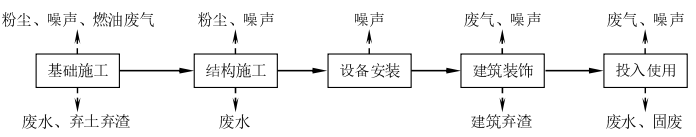 粉尘、噪声、燃油废气
粉尘、噪声
噪声
废气、噪声
废气、噪声
基础施工
结构施工
设备安装
建筑装饰
投入使用
废水、弃土弃渣
废水
建筑弃渣
废水、固废